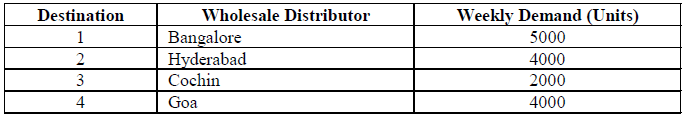 Destination Wholesale Distributor Weekly Demand (Units)
1 Bangalore 5000
2 Hyderabad 4000
3 Cochin 2000
4 Goa 4000